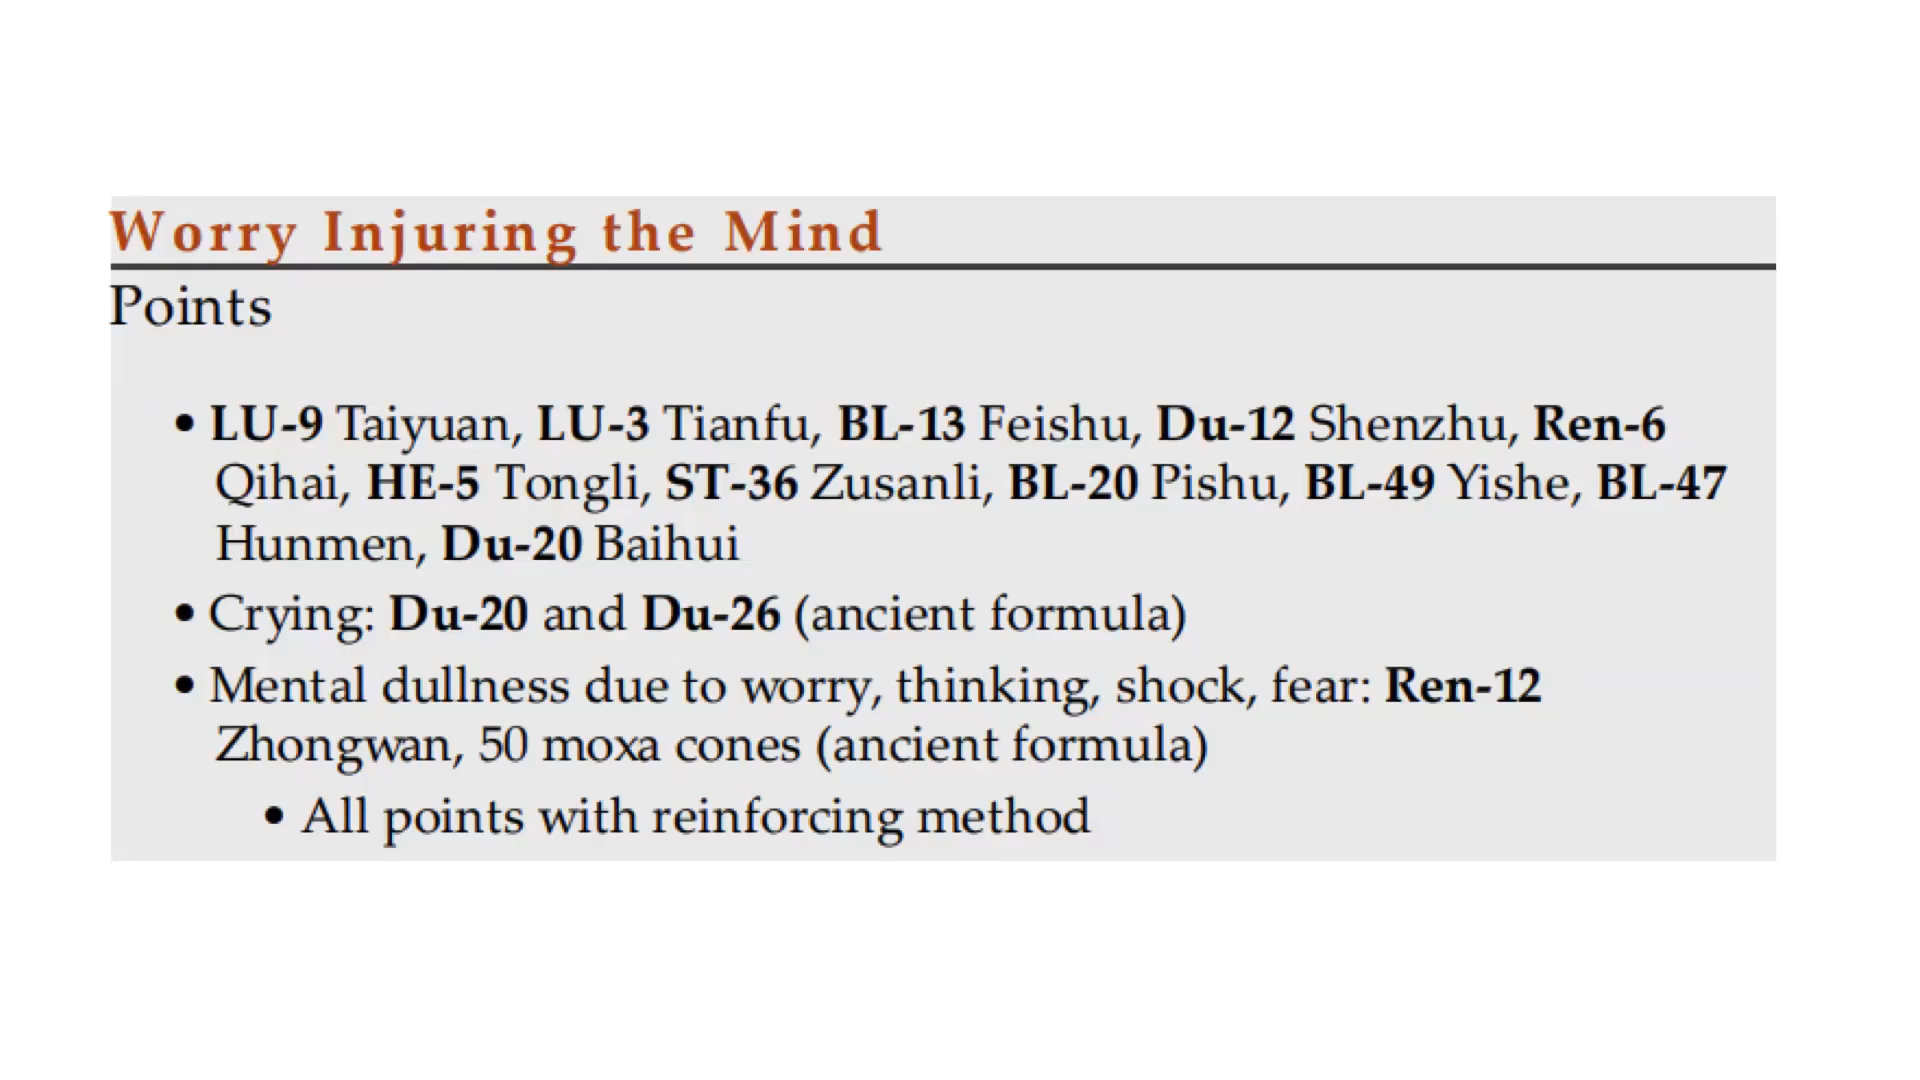 Worry Injuring the Mind
Points
• LU-9 Taiyuan, LU-3 Tianfu, BL-13 Feishu, Du-12 Shenzhu, Ren-6
Qihai, HE-5 Tongli, ST-36 Zusanli, BL-20 Pishu, BL-49 Yishe, BL-47
Hunmen, Du-20 Baihui
• Crying: Du-20 and Du-26 (ancient formula)
• Mental dullness due to worry, thinking, shock, fear: Ren-12
Zhongwan, 50 moxa cones (ancient formula)
• All points with reinforcing method